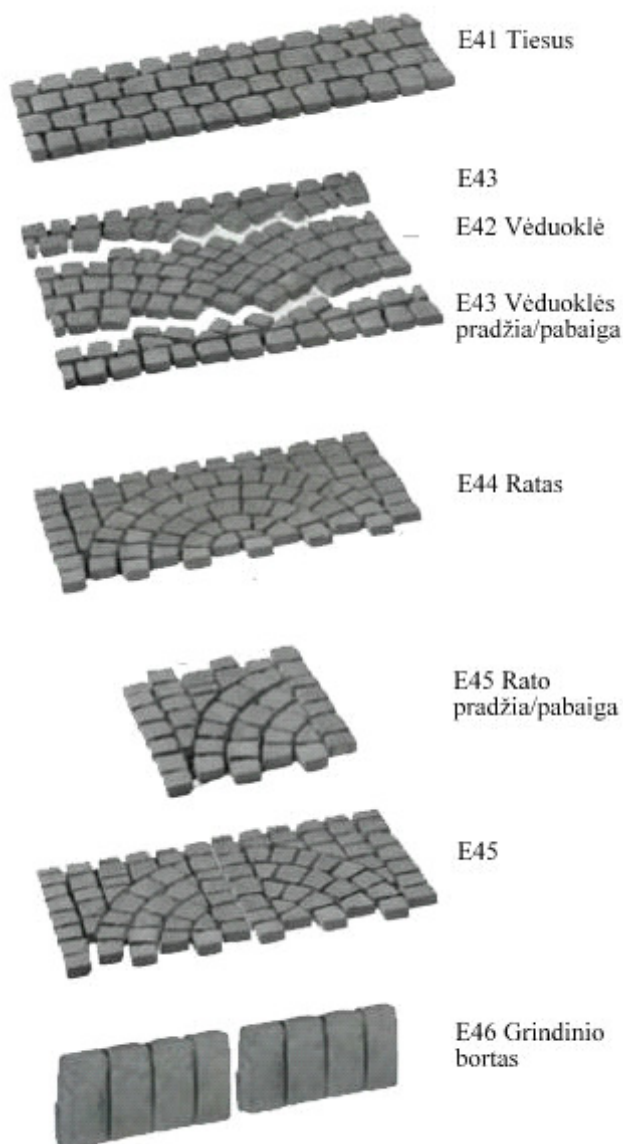 E41 Tiesus
E43
E42 Vėduoklė
E43 Vėduoklės
pradžia/pabaiga
E44 Ratas
E45 Rato
pradžia/pabaiga
E45
E46 Grindinio
bortas